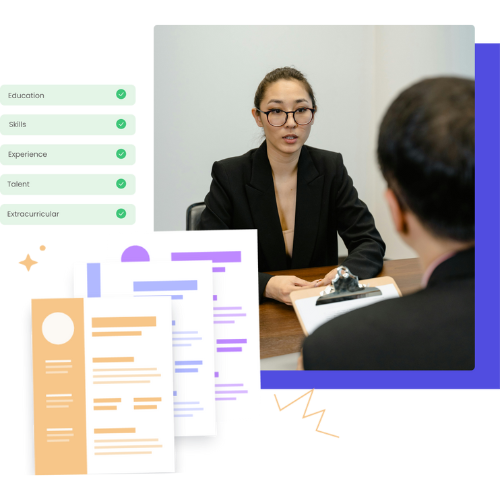 Education
Skills
Experience
Talent
Extracurricular